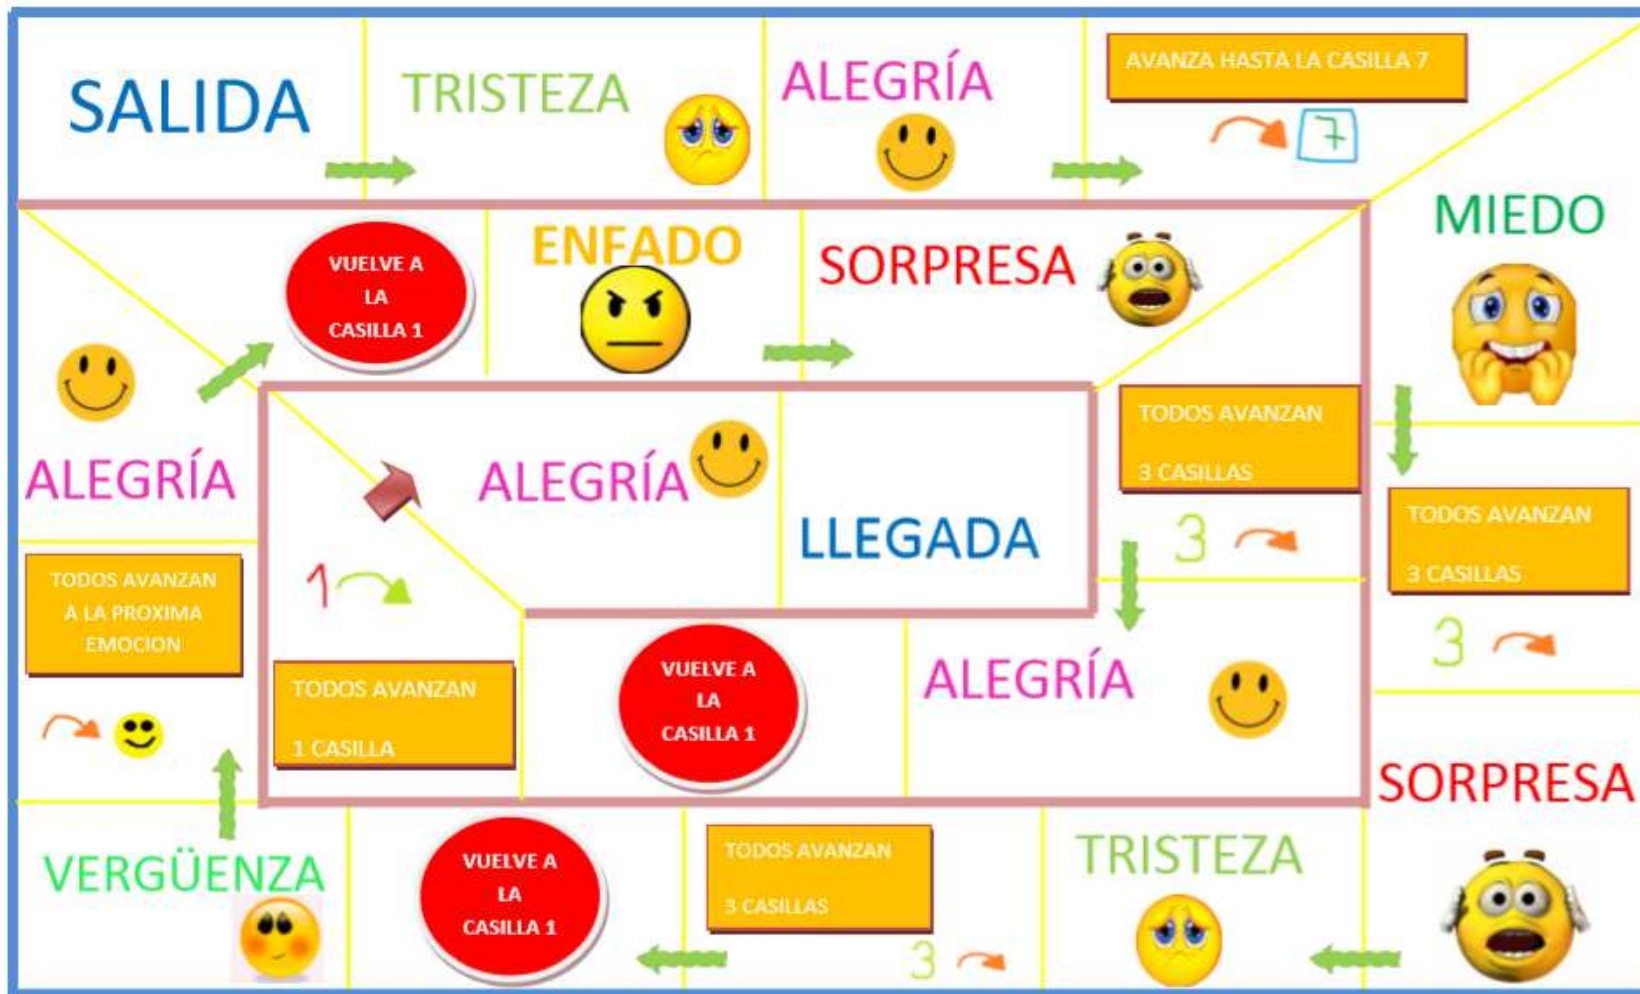 SALIDA
TRISTEZA
ALEGRÍA
AVANZA HASTA LA CASILLA 7
7
MIEDO
TODOS AVANZAN
3 CASILLAS
3
SORPRESA
TRISTEZA
TODOS AVANZAN
3 CASILLAS
3
VUELVE A
LA
CASILLA 1
VERGÜENZA
TODOS AVANZAN
A LA PROXIMA
EMOCION
ALEGRÍA
VUELVE A
LA
CASILLA 1
ENFADO
SORPRESA
TODOS AVANZAN
3 CASILLAS
3
ALEGRÍA
VUELVE A
LA
CASILLA 1
1
TODOS AVANZAN
1 CASILLA
ALEGRÍA
LLEGADA